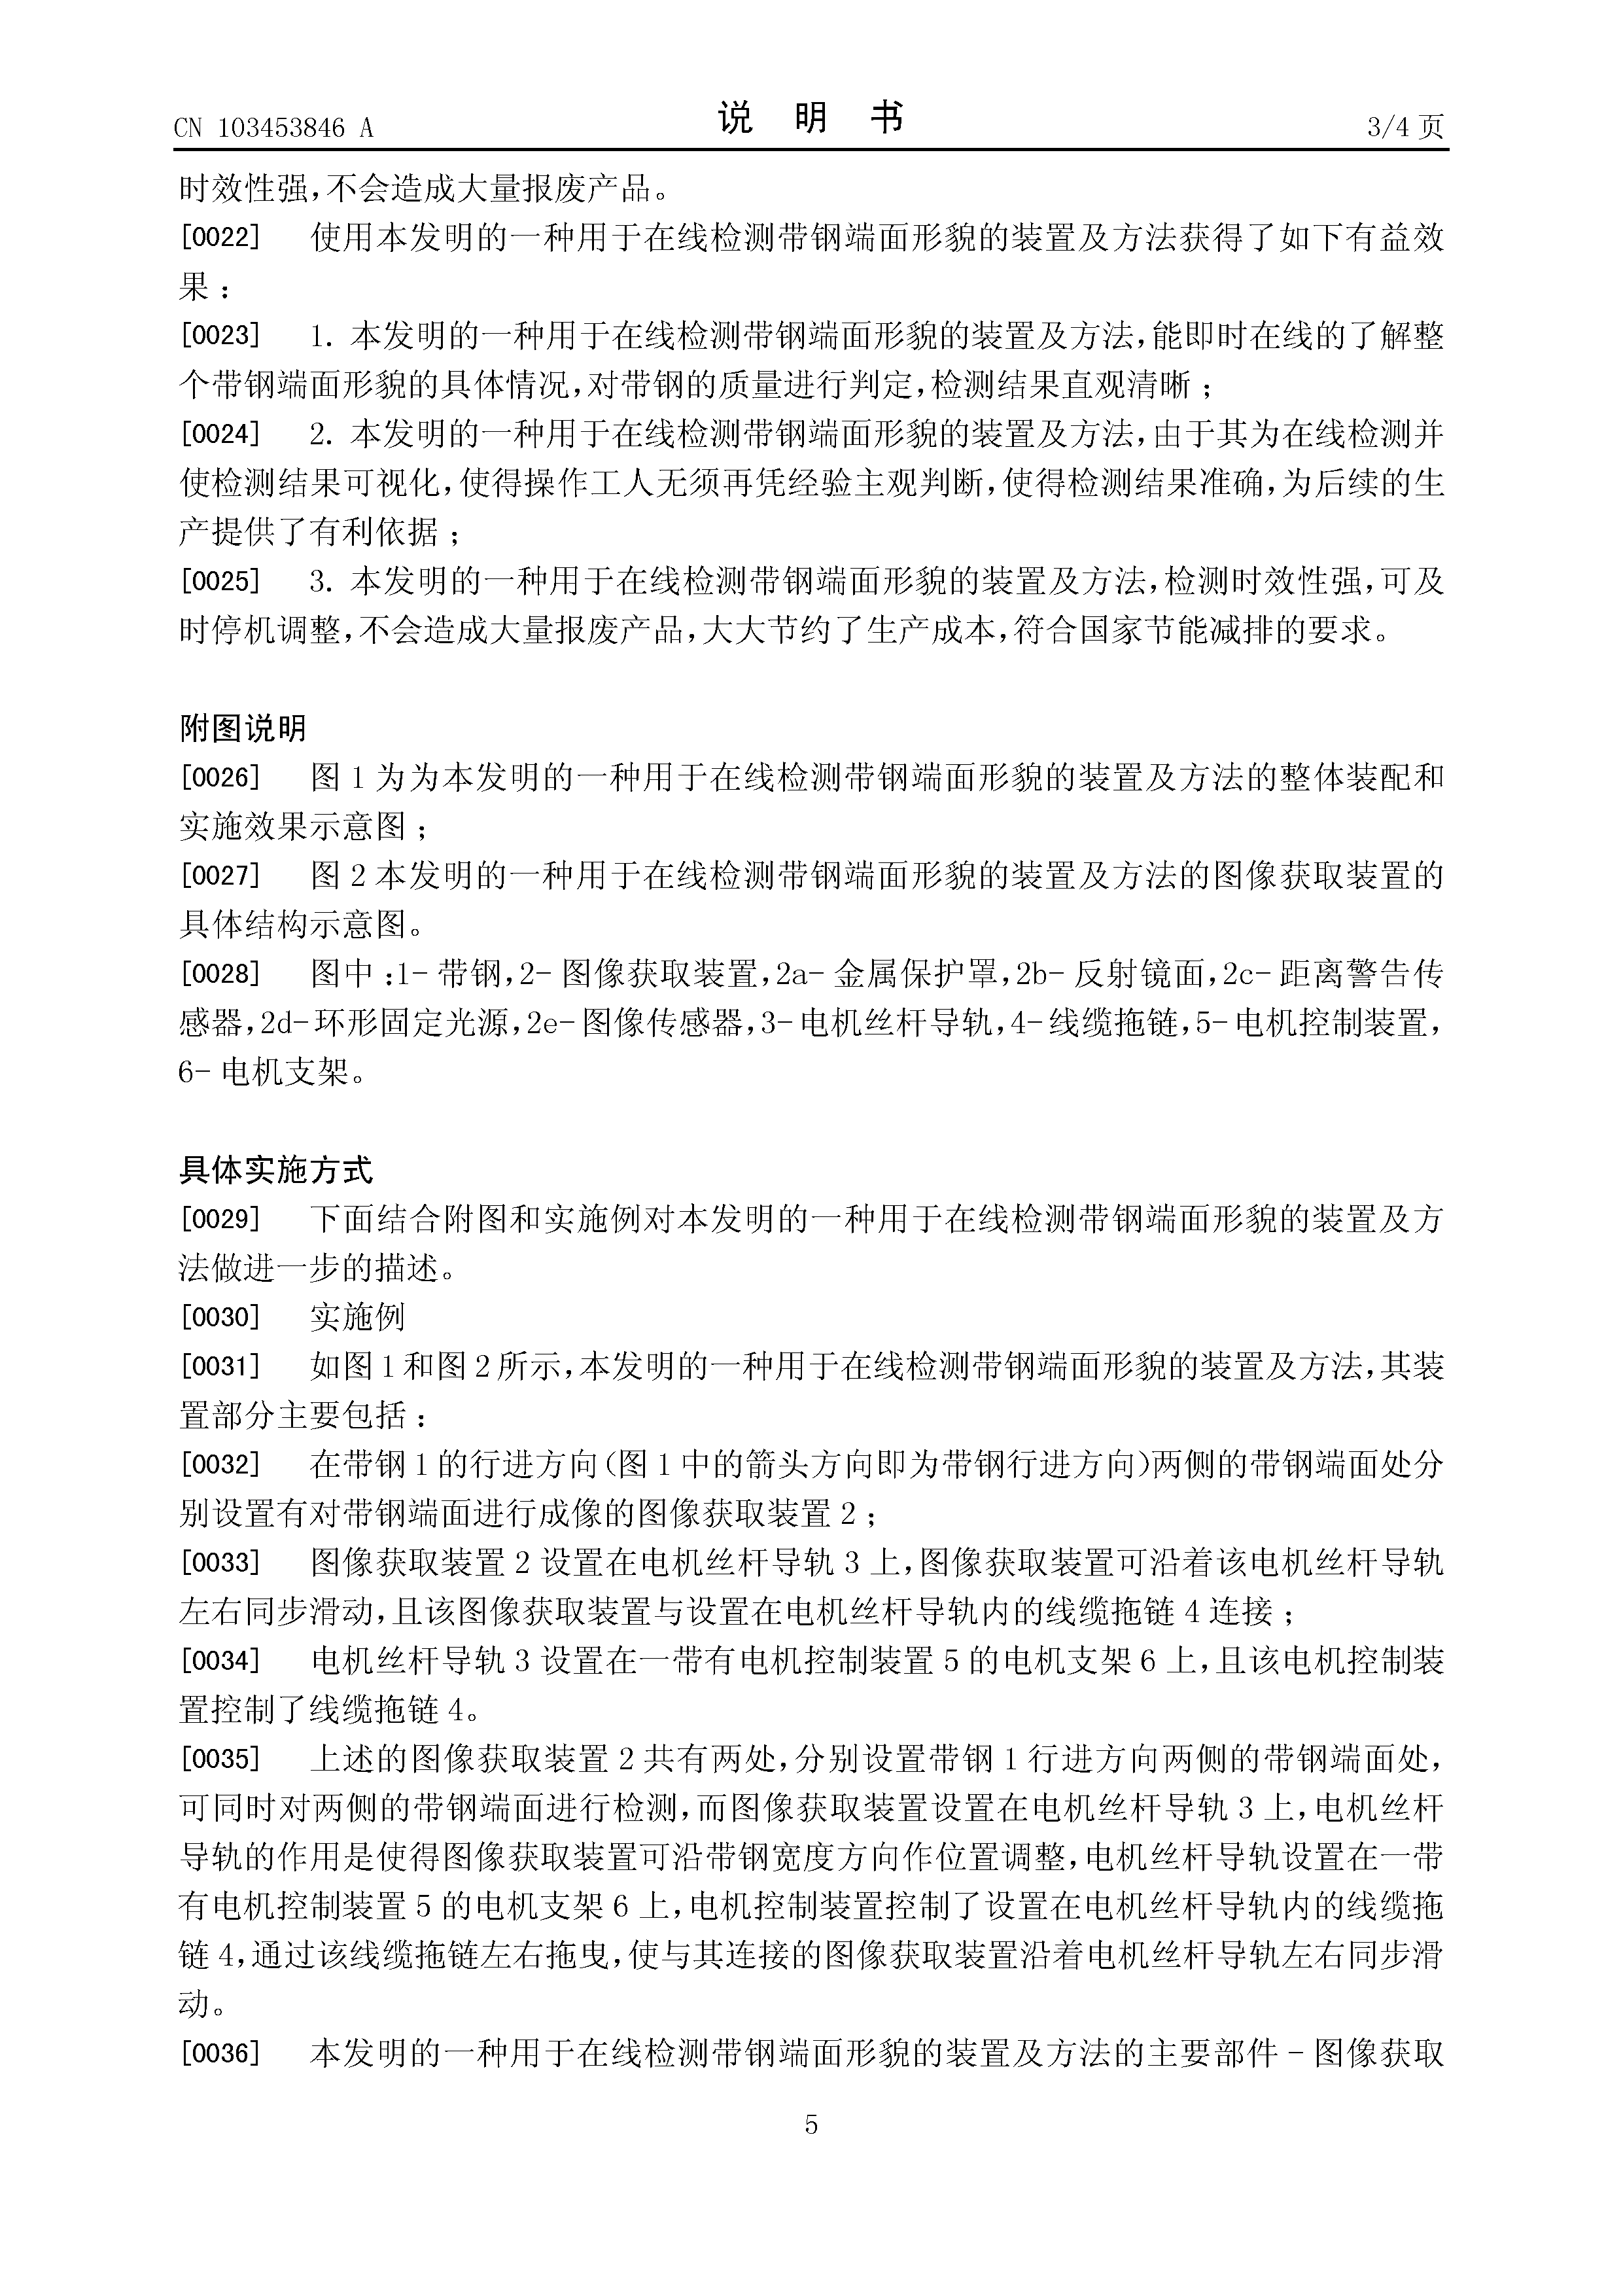 CN 103453846 A
说 明 书
3/4 页
时效性强,不会造成大量报废产品。
[0022] 使用本发明的一种用于在线检测带钢端面形貌的装置及方法获得了如下有益效
果：
[0023] 1. 本发明的一种用于在线检测带钢端面形貌的装置及方法,能即时在线的了解整
个带钢端面形貌的具体情况,对带钢的质量进行判定,检测结果直观清晰；
[0024] 2. 本发明的一种用于在线检测带钢端面形貌的装置及方法,由于其为在线检测并
使检测结果可视化,使得操作工人无须再凭经验主观判断,使得检测结果准确,为后续的生
产提供了有利依据；
[0025] 3. 本发明的一种用于在线检测带钢端面形貌的装置及方法,检测时效性强,可及
时停机调整,不会造成大量报废产品,大大节约了生产成本,符合国家节能减排的要求。
附图说明
[0026] 图 1 为为本发明的一种用于在线检测带钢端面形貌的装置及方法的整体装配和
实施效果示意图；
[0027] 图 2 本发明的一种用于在线检测带钢端面形貌的装置及方法的图像获取装置的
具体结构示意图。
[0028] 图中：1- 带钢,2- 图像获取装置,2a- 金属保护罩,2b- 反射镜面,2c- 距离警告传
感器,2d- 环形固定光源,2e- 图像传感器,3- 电机丝杆导轨,4- 线缆拖链,5- 电机控制装置,
6- 电机支架。
具体实施方式
[0029] 下面结合附图和实施例对本发明的一种用于在线检测带钢端面形貌的装置及方
法做进一步的描述。
[0030] 实施例
[0031] 如图 1 和图 2 所示,本发明的一种用于在线检测带钢端面形貌的装置及方法,其装
置部分主要包括：
[0032] 在带钢 1 的行进方向(图 1 中的箭头方向即为带钢行进方向)两侧的带钢端面处分
别设置有对带钢端面进行成像的图像获取装置 2；
[0033] 图像获取装置 2 设置在电机丝杆导轨 3 上,图像获取装置可沿着该电机丝杆导轨
左右同步滑动,且该图像获取装置与设置在电机丝杆导轨内的线缆拖链 4 连接；
[0034] 电机丝杆导轨 3 设置在一带有电机控制装置 5 的电机支架 6 上,且该电机控制装
置控制了线缆拖链 4。
[0035] 上述的图像获取装置 2 共有两处,分别设置带钢 1 行进方向两侧的带钢端面处,
可同时对两侧的带钢端面进行检测,而图像获取装置设置在电机丝杆导轨 3 上,电机丝杆
导轨的作用是使得图像获取装置可沿带钢宽度方向作位置调整,电机丝杆导轨设置在一带
有电机控制装置 5 的电机支架 6 上,电机控制装置控制了设置在电机丝杆导轨内的线缆拖
链 4,通过该线缆拖链左右拖曳,使与其连接的图像获取装置沿着电机丝杆导轨左右同步滑
动。
[0036] 本发明的一种用于在线检测带钢端面形貌的装置及方法的主要部件 - 图像获取
5